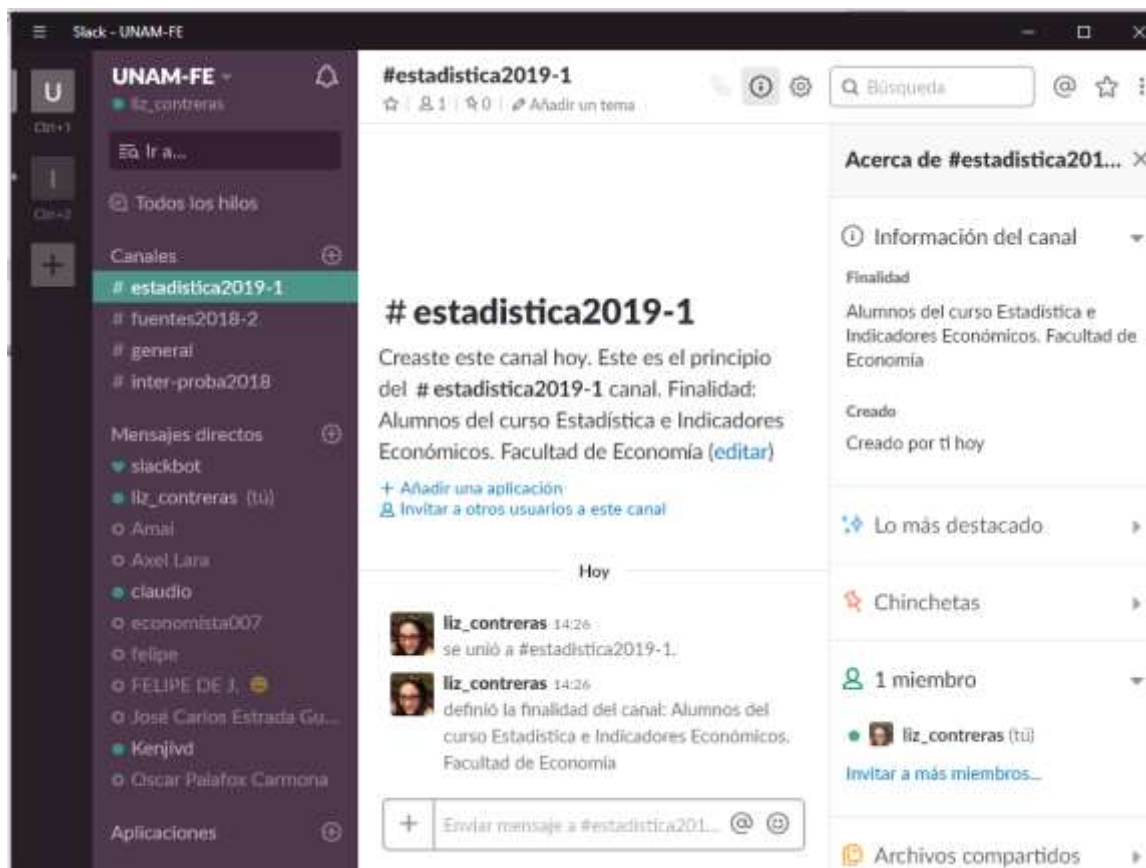 Slack - UNAM-FE
U
Ctrl+1
I
Ctrl+2
UNAM-FE
liz_contreras
Ir a...
Todos los hilos
Canales
# estadistica2019-1
# fuentes2018-2
# general
# inter-proba2018
Mensajes directos
slackbot
liz_contreras (tú)
Amai
Axel Lara
claudio
economista007
felipe
FELIPE DE J.
José Carlos Estrada Gu...
Kenjivd
Oscar Palafox Carmona
Aplicaciones
#estadistica2019-1
1 | 0 | Añadir un tema
# estadistica2019-1
Creaste este canal hoy. Este es el principio
del # estadistica2019-1 canal. Finalidad:
Alumnos del curso Estadística e Indicadores
Económicos. Facultad de Economía (editar)
+ Añadir una aplicación
Invitar a otros usuarios a este canal
Hoy
liz_contreras 14:26
se unió a #estadistica2019-1.
liz_contreras 14:26
definió la finalidad del canal: Alumnos del
curso Estadística e Indicadores Económicos.
Facultad de Economía
Enviar mensaje a #estadistica201...
Búsqueda
Acerca de #estadistica201...
Información del canal
Finalidad
Alumnos del curso Estadística e
Indicadores Económicos. Facultad de
Economía
Creado
Creado por ti hoy
Lo más destacado
Chinchetas
1 miembro
liz_contreras (tú)
Invitar a más miembros...
Archivos compartidos